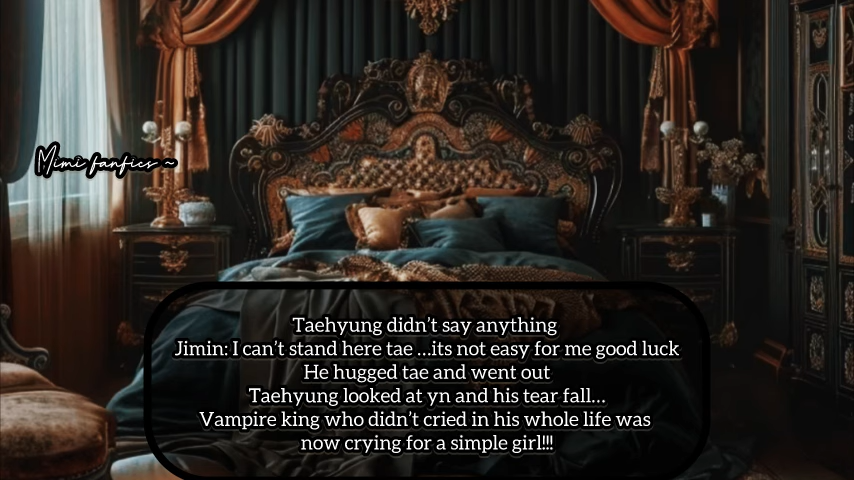 Mimi fanfics ~
Taehyung didn't say anything
Jimin: I can't stand here tae ...its not easy for me good luck
He hugged tae and went out
Taehyung looked at yn and his tear fall...
Vampire king who didn't cried in his whole life was
now crying for a simple girl!!!